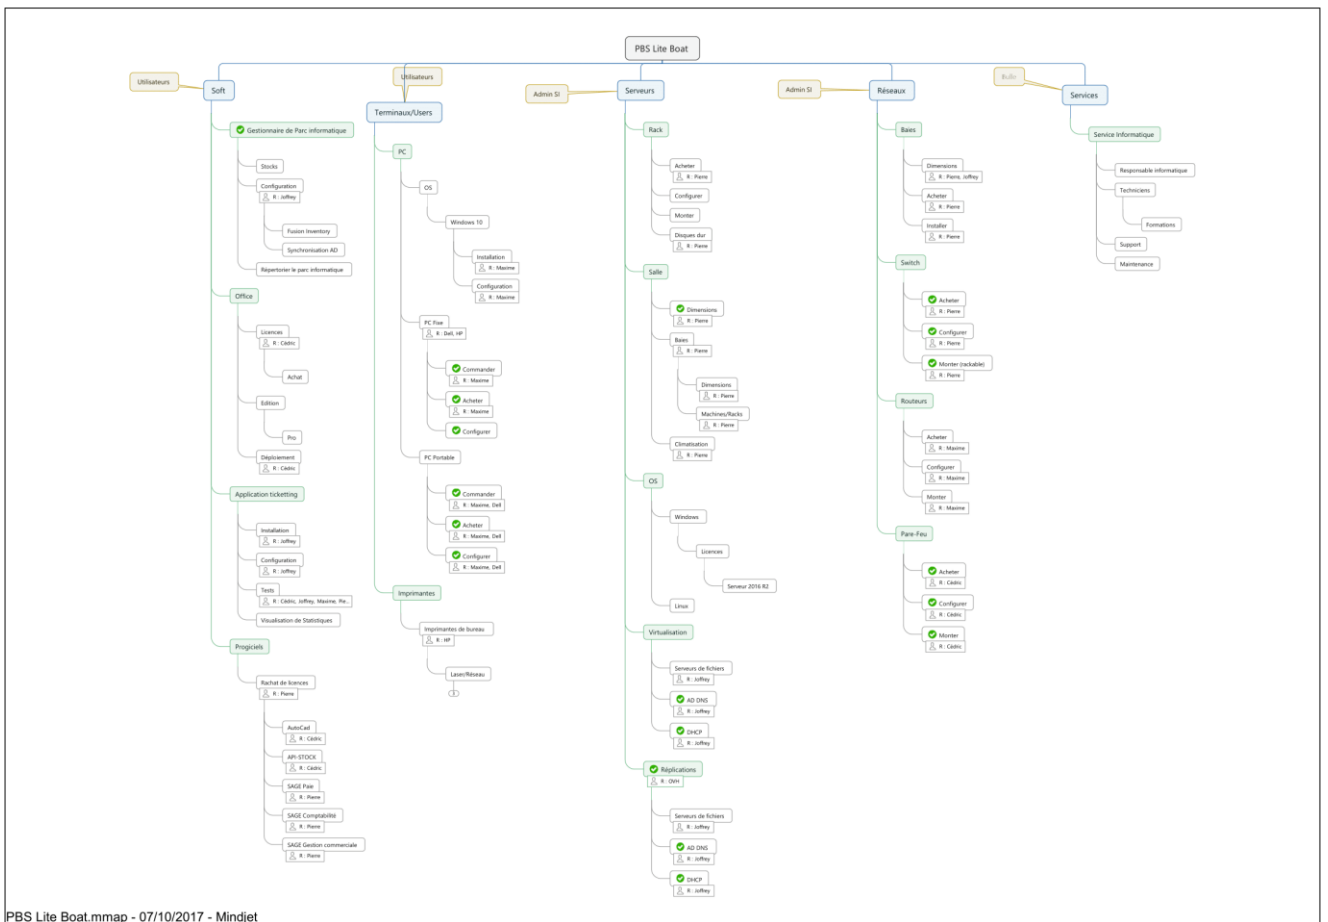 PBS Lite Boat
Utilisateurs
Soft
Gestionnaire de Parc informatique
Stocks
Configuration
R : Joffrey
Fusion Inventory
Synchronisation AD
Répertorier le parc informatique
Office
Licences
R : Cédric
Achat
Edition
Pro
Déploiement
R : Cédric
Application ticketting
Installation
R : Joffrey
Configuration
R : Joffrey
Tests
R : Cédric, Joffrey, Maxime, Pie...
Visualisation de Statistiques
Progiciels
Rachat de licences
R : Pierre
AutoCad
R : Cédric
API-STOCK
R : Cédric
SAGE Paie
R : Pierre
SAGE Comptabilité
R : Pierre
SAGE Gestion commerciale
R : Pierre
Utilisateurs
Terminaux/Users
PC
OS
Windows 10
Installation
R : Maxime
Configuration
R : Maxime
PC Fixe
R : Dell, HP
Commander
R : Maxime
Acheter
R : Maxime
Configurer
PC Portable
Commander
R : Maxime, Dell
Acheter
R : Maxime, Dell
Configurer
R : Maxime, Dell
Imprimantes
Imprimantes de bureau
R : HP
Laser/Réseau
Admin SI
Serveurs
Rack
Acheter
R : Pierre
Configurer
Monter
Disques dur
R : Pierre
Salle
Dimensions
R : Pierre
Baies
R : Pierre
Dimensions
R : Pierre
Machines/Racks
R : Pierre
Climatisation
R : Pierre
OS
Windows
Licences
Serveur 2016 R2
Linux
Virtualisation
Serveurs de fichiers
R : Joffrey
AD DNS
R : Joffrey
DHCP
R : Joffrey
Réplications
R : OVH
Serveurs de fichiers
R : Joffrey
AD DNS
R : Joffrey
DHCP
R : Joffrey
Admin SI
Réseaux
Baies
Dimensions
R : Pierre, Joffrey
Acheter
R : Pierre
Installer
R : Pierre
Switch
Acheter
R : Pierre
Configurer
R : Pierre
Monter (rackable)
R : Pierre
Routeurs
Acheter
R : Maxime
Configurer
R : Maxime
Monter
R : Maxime
Pare-Feu
Acheter
R : Cédric
Configurer
R : Cédric
Monter
R : Cédric
Bulle
Services
Service Informatique
Responsable informatique
Techniciens
Formations
Support
Maintenance
PBS Lite Boat.mmap - 07/10/2017 - Mindjet